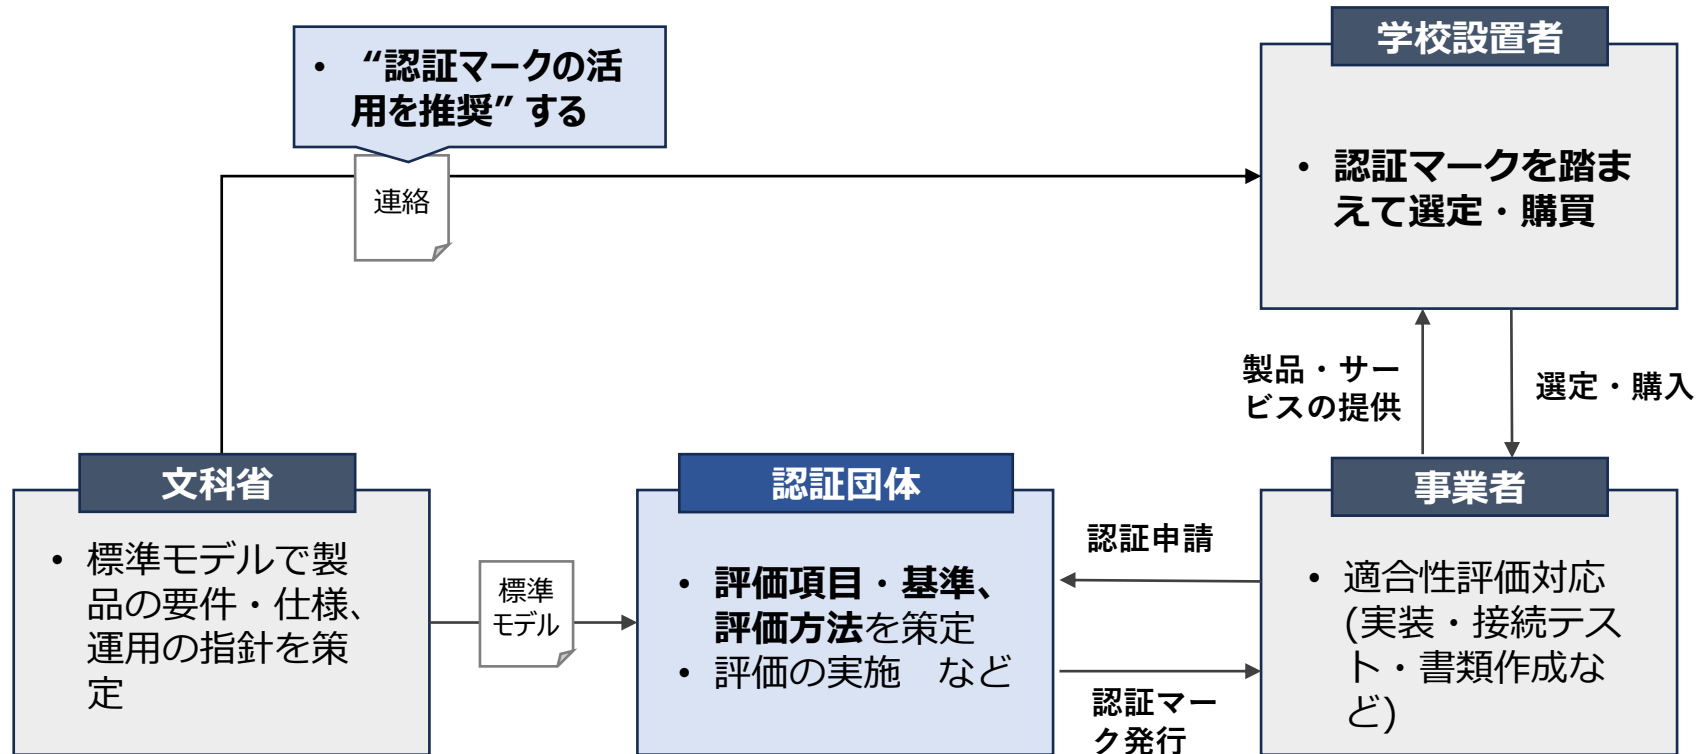 • “認証マークの活
用を推奨” する
連絡
学校設置者
• 認証マークを踏ま
えて選定・購買
製品・サー
ビスの提供
選定・購入
文科省
• 標準モデルで製
品の要件・仕様、
運用の指針を策
定
標準
モデル
認証団体
• 評価項目・基準、
評価方法を策定
• 評価の実施　など
認証申請
認証マー
ク発行
事業者
• 適合性評価対応
(実装・接続テス
ト・書類作成な
ど)